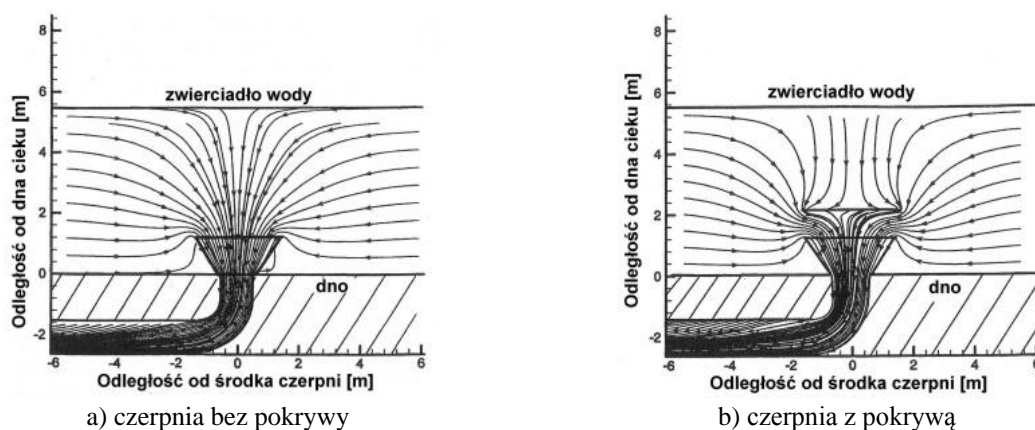 8
6
4
2
0
-2
Odległość od dna cieku [m]
zwierciadło wody
dno
-6 -4 -2 0 2 4 6
Odległość od środka czerpni [m]
a) czerpnia bez pokrywy
8
6
4
2
0
-2
Odległość od dna cieku [m]
zwierciadło wody
dno
-6 -4 -2 0 2 4 6
Odległość od środka czerpni [m]
b) czerpnia z pokrywą